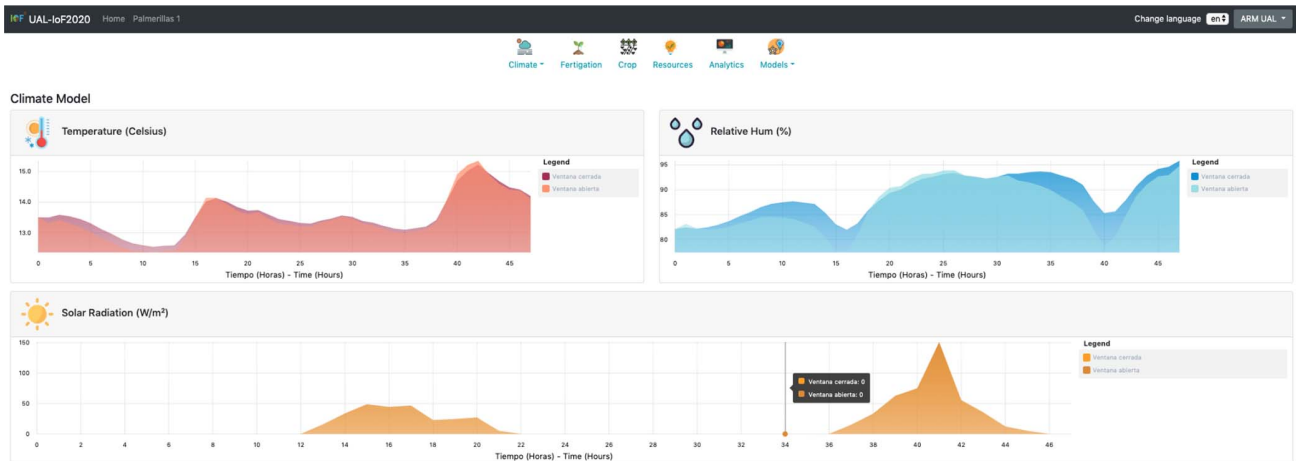 IOF UAL-IoF2020 Home Palmerillas 1 Change language en ARM UAL
Climate Fertigation Crop Resources Analytics Models
Climate Model
Temperature (Celsius)
15.0
14.0
13.0
0 5 10 15 20 25 30 35 40 45
Tiempo (Horas) - Time (Hours)
Legend
Ventana cerrada
Ventana abierta
Relative Hum (%)
95
90
85
80
0 5 10 15 20 25 30 35 40 45
Tiempo (Horas) - Time (Hours)
Legend
Ventana cerrada
Ventana abierta
Solar Radiation (W/m²)
150
100
50
0
Ventana cerrada: 0
Ventana abierta: 0
0 2 4 6 8 10 12 14 16 18 20 22 24 26 28 30 32 34 36 38 40 42 44 46
Tiempo (Horas) - Time (Hours)
Legend
Ventana cerrada
Ventana abierta